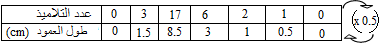 عدد التلاميذ 0 3 17 6 2 1 0
طول العمود (cm) 0 1.5 8.5 3 1 0.5 0
x 0.5